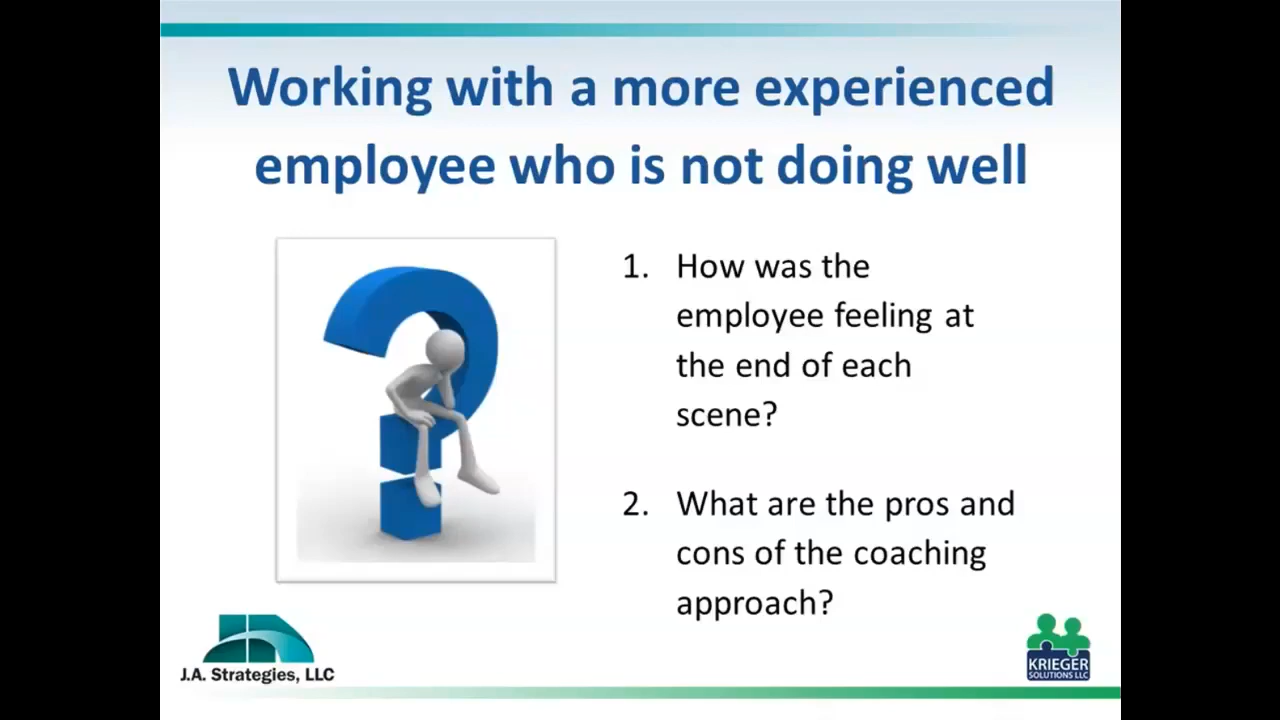 Working with a more experienced
employee who is not doing well
1. How was the
employee feeling at
the end of each
scene?
2. What are the pros and
cons of the coaching
approach?
J.A. Strategies, LLC
KRIEGER
SOLUTIONS LLC